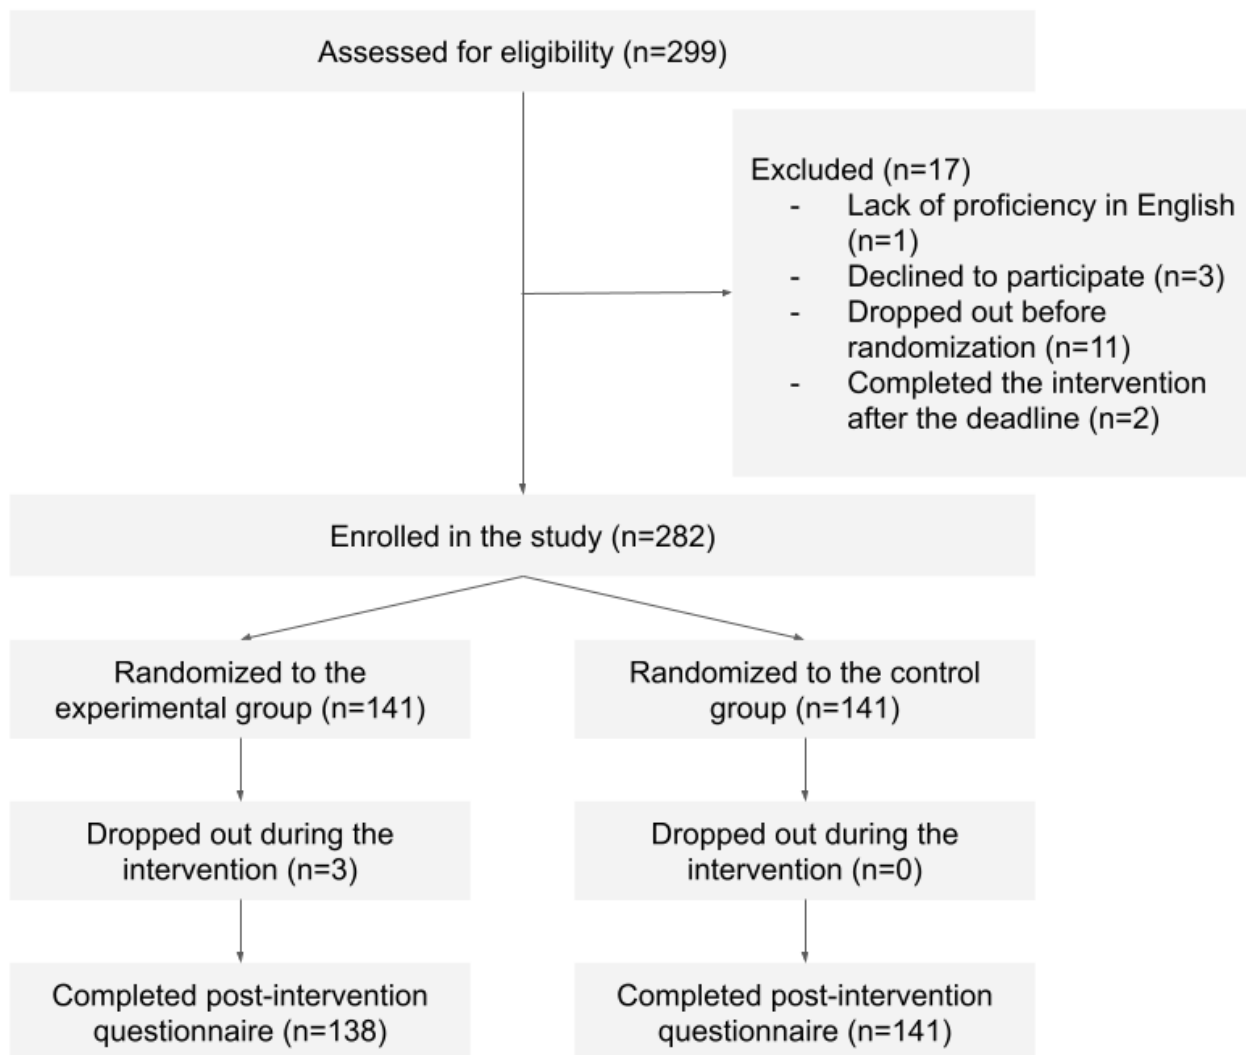 Assessed for eligibility (n=299)
Excluded (n=17)
- Lack of proficiency in English
(n=1)
- Declined to participate (n=3)
- Dropped out before
randomization (n=11)
- Completed the intervention
after the deadline (n=2)
Enrolled in the study (n=282)
Randomized to the
experimental group (n=141)
Randomized to the control
group (n=141)
Dropped out during the
intervention (n=3)
Dropped out during the
intervention (n=0)
Completed post-intervention
questionnaire (n=138)
Completed post-intervention
questionnaire (n=141)